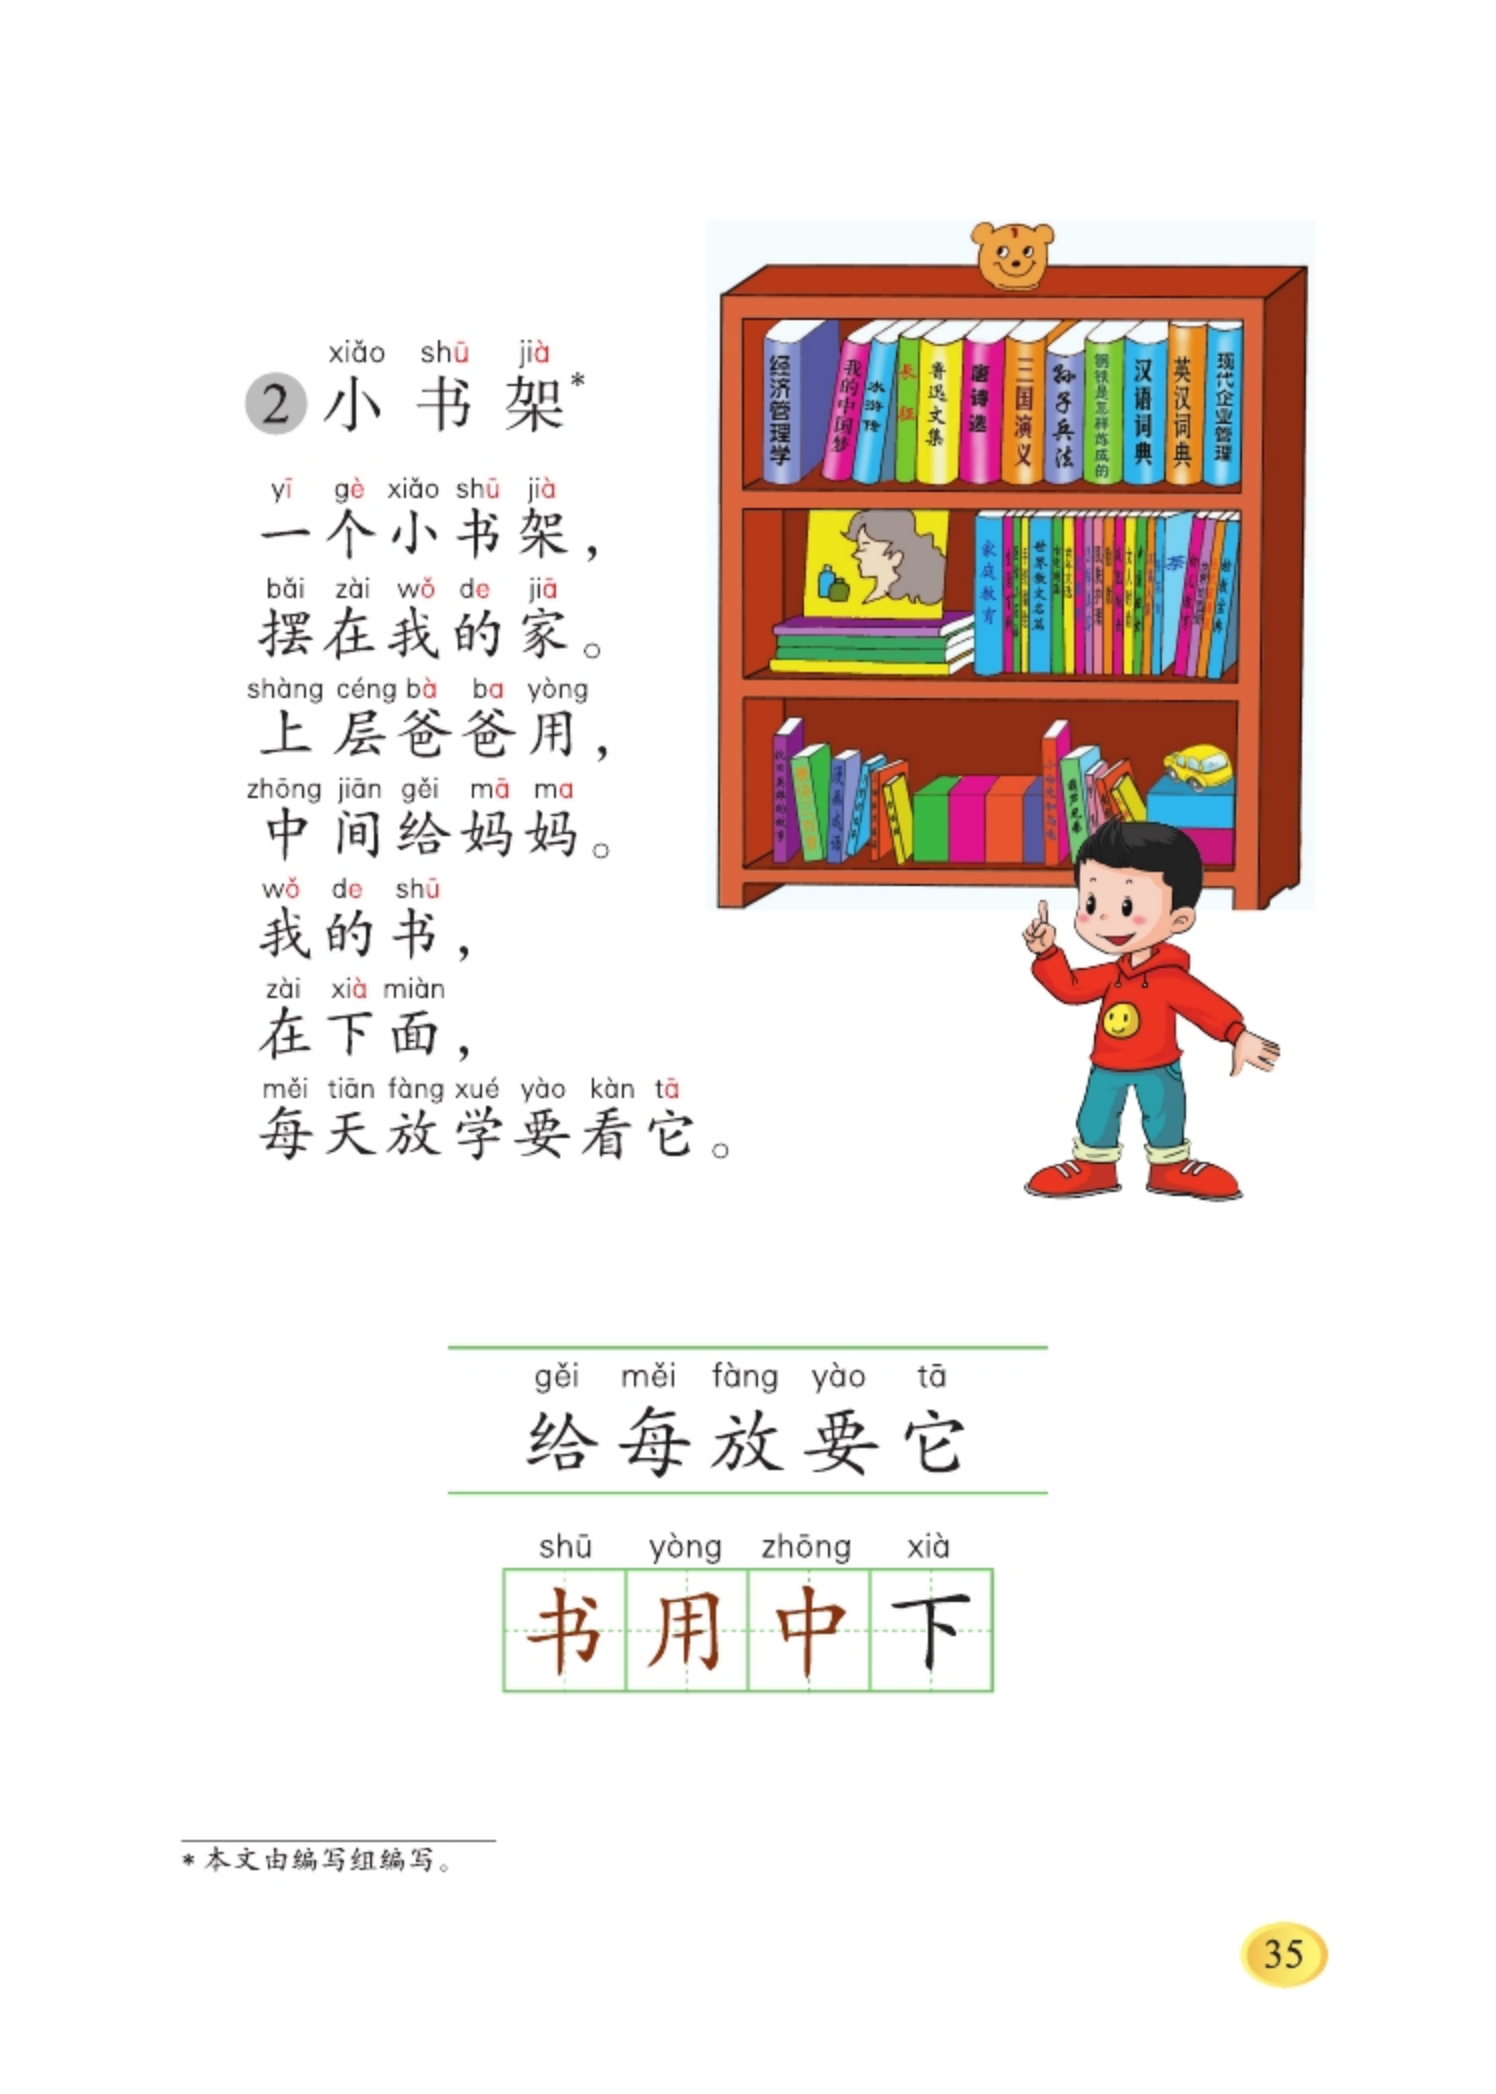 xiǎo shū jià
2 小书架*
yī gè xiǎo shū jià
一个小书架，
bǎi zài wǒ de jiā
摆在我的家。
shàng céng bà ba yòng
上层爸爸用，
zhōng jiān gěi mā ma
中间给妈妈。
wǒ de shū
我的书，
zài xià miàn
在下面，
měi tiān fàng xué yào kàn tā
每天放学要看它。
经济管理学
我的中国梦
水浒传
长征
鲁迅文集
唐诗选
三国演义
孙子兵法
钢铁是怎样炼成的
汉语词典
英汉词典
现代企业管理
家庭教育
世界散文名篇
茶
gěi měi fàng yào tā
给每放要它
shū yòng zhōng xià
书用中下
* 本文由编写组编写。
35